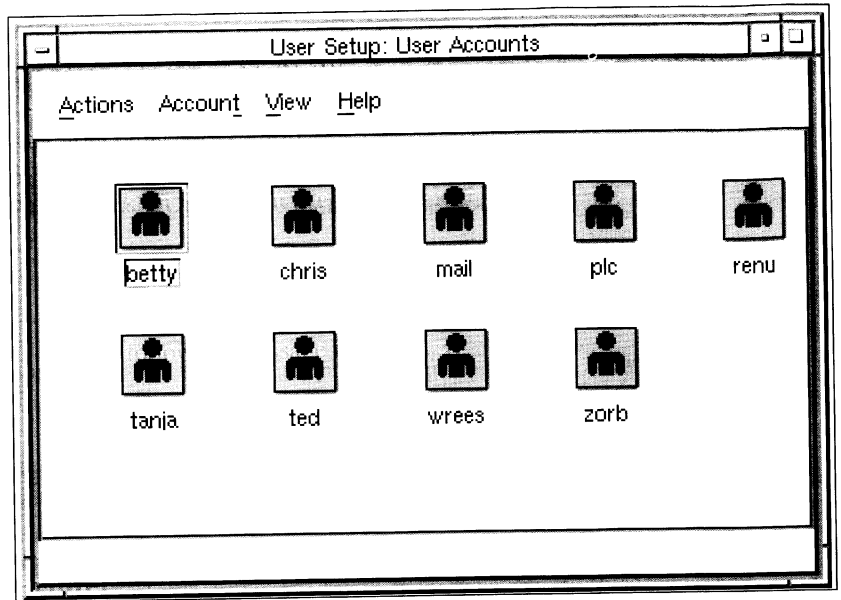 User Setup: User Accounts
Actions Account View Help
betty chris mail plc renu
tanja ted wrees zorb